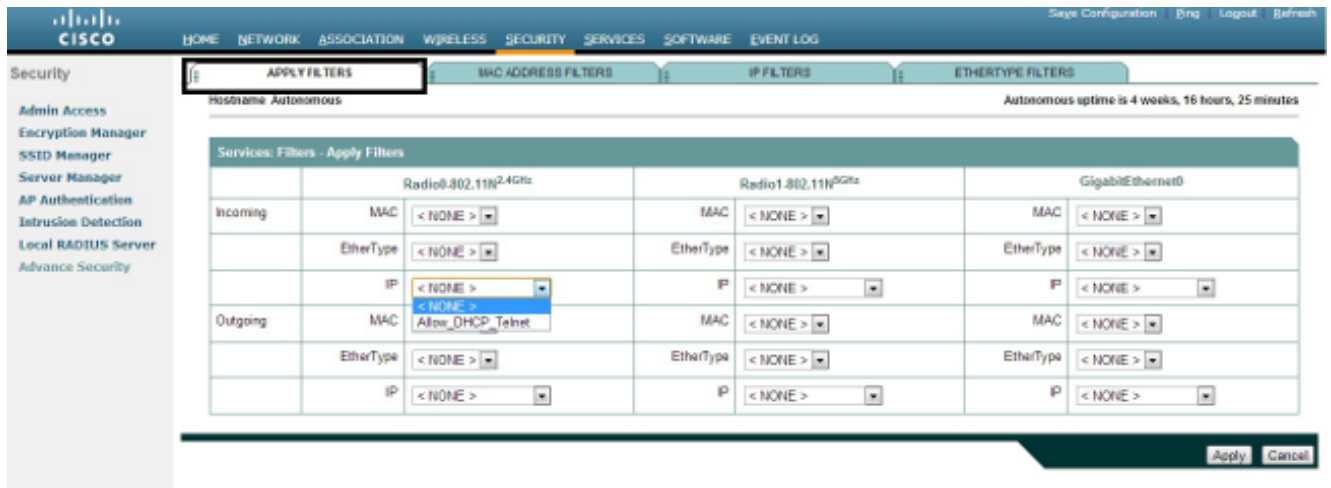 Save Configuration Ping Logout Refresh
CISCO
HOME NETWORK ASSOCIATION WIRELESS SECURITY SERVICES SOFTWARE EVENT LOG
Security
APPLY FILTERS MAC ADDRESS FILTERS IP FILTERS ETHERTYPE FILTERS
Hostname Autonomous Autonomous uptime is 4 weeks, 16 hours, 25 minutes
Admin Access
Encryption Manager
SSID Manager
Server Manager
AP Authentication
Intrusion Detection
Local RADIUS Server
Advance Security
Services: Filters - Apply Filters
Radio0-802.11N2.4GHz Radio1-802.11N5GHz GigabitEthernet0
Incoming MAC < NONE > MAC < NONE > MAC < NONE >
EtherType < NONE > EtherType < NONE > EtherType < NONE >
IP < NONE > IP < NONE > IP < NONE >
< NONE >
Outgoing MAC Allow_DHCP_Telnet MAC < NONE > MAC < NONE >
EtherType < NONE > EtherType < NONE > EtherType < NONE >
IP < NONE > IP < NONE > IP < NONE >
Apply Cancel